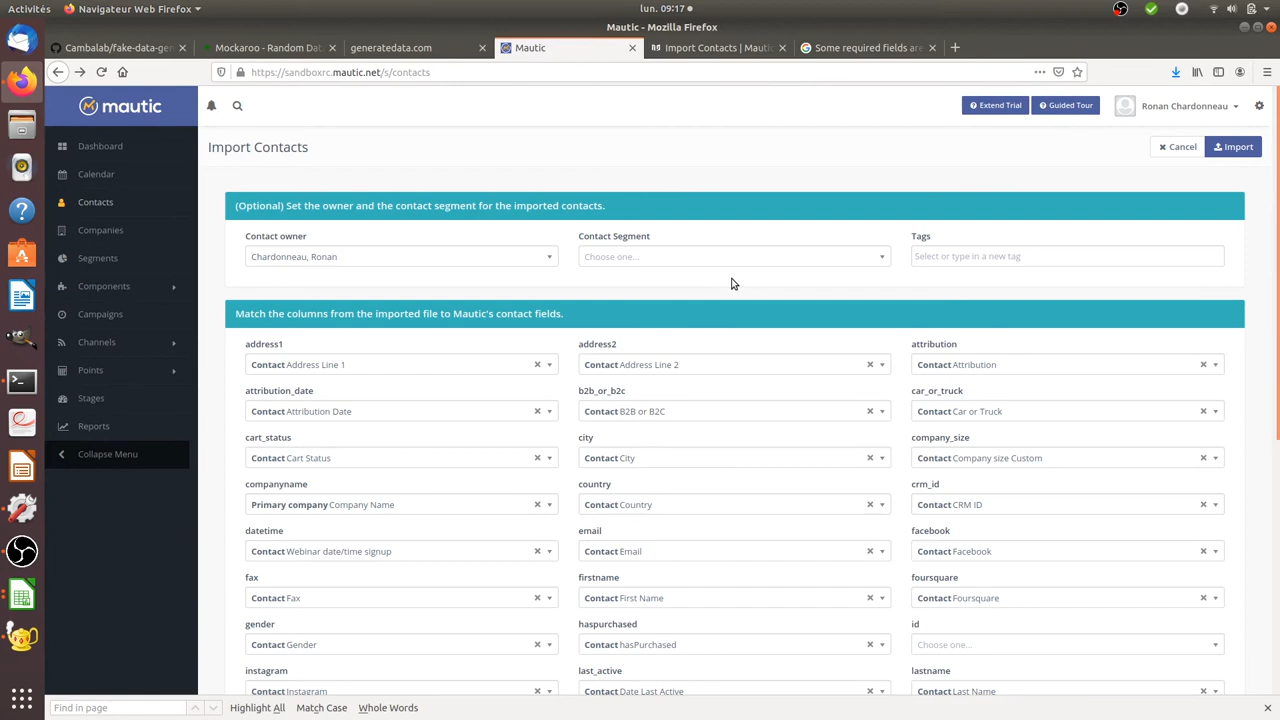 Activités Navigateur Web Firefox lun. 09:17
Mautic - Mozilla Firefox
Cambalab/fake-data-gen Mockaroo - Random Dat generatedata.com Mautic Import Contacts | Mautic Some required fields are
https://sandboxrc.mautic.net/s/contacts
mautic Extend Trial Guided Tour Ronan Chardonneau
Dashboard
Calendar
Contacts
Companies
Segments
Components
Campaigns
Channels
Points
Stages
Reports
Collapse Menu
Import Contacts Cancel Import
(Optional) Set the owner and the contact segment for the imported contacts.
Contact owner Contact Segment Tags
Chardonneau, Ronan Choose one... Select or type in a new tag
Match the columns from the imported file to Mautic's contact fields.
address1 address2 attribution
Contact Address Line 1 Contact Address Line 2 Contact Attribution
attribution_date b2b_or_b2c car_or_truck
Contact Attribution Date Contact B2B or B2C Contact Car or Truck
cart_status city company_size
Contact Cart Status Contact City Contact Company size Custom
companyname country crm_id
Primary company Company Name Contact Country Contact CRM ID
datetime email facebook
Contact Webinar date/time signup Contact Email Contact Facebook
fax firstname foursquare
Contact Fax Contact First Name Contact Foursquare
gender haspurchased id
Contact Gender Contact hasPurchased Choose one...
instagram last_active lastname
Contact Instagram Contact Date Last Active Contact Last Name
Find in page Highlight All Match Case Whole Words